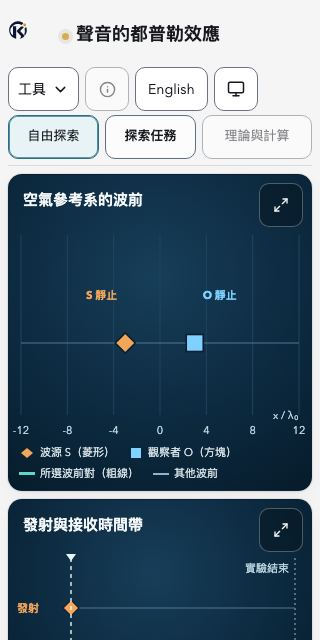 聲音的都普勒效應
工具 English
自由探索 探索任務 理論與計算
空氣參考系的波前
S 靜止 O 靜止
x / λ₀
-12 -8 -4 0 4 8 12
波源 S（菱形） 觀察者 O（方塊）
所選波前對（粗線） 其他波前
發射與接收時間帶
實驗結束
發射